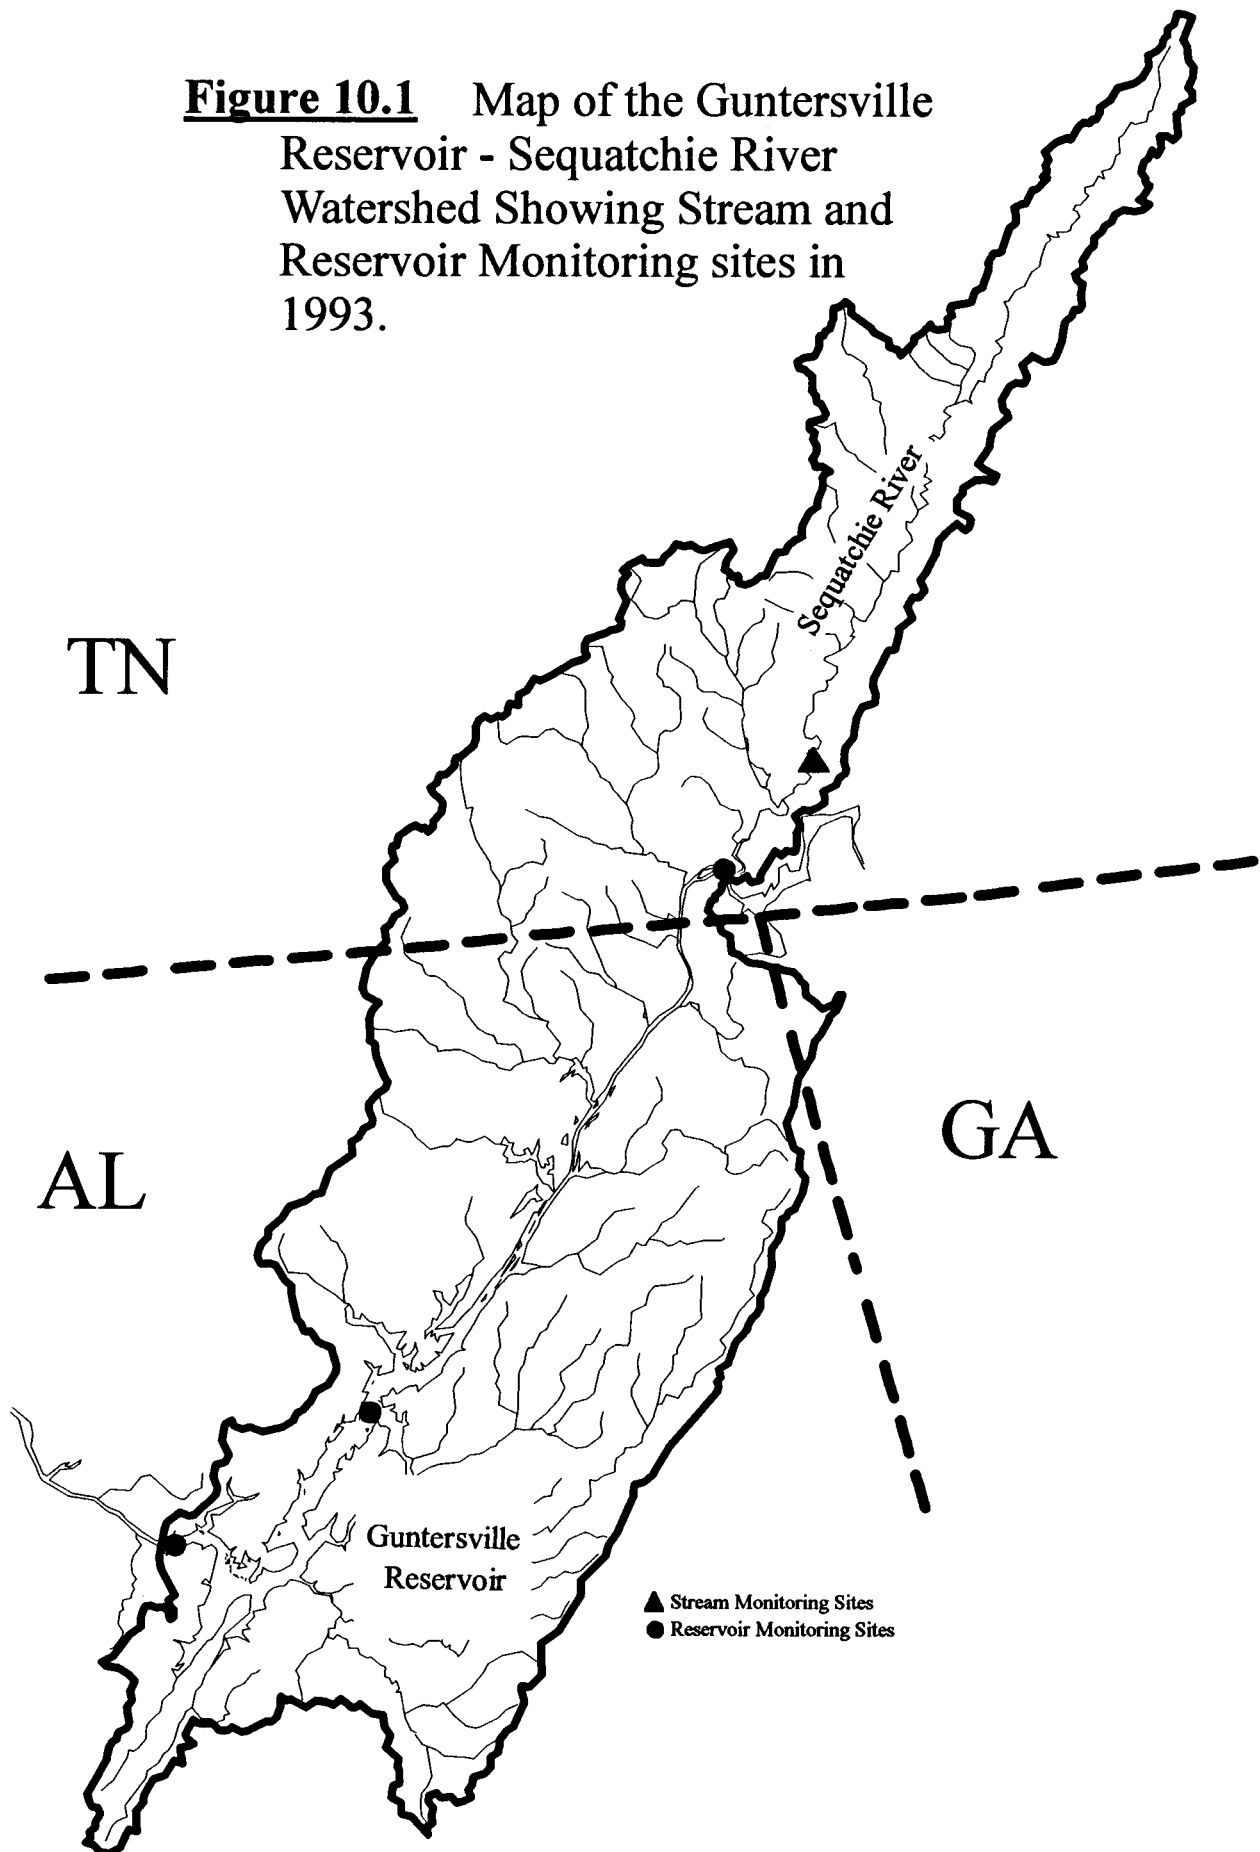 Figure 10.1 Map of the Guntersville
Reservoir - Sequatchie River
Watershed Showing Stream and
Reservoir Monitoring sites in
1993.
Sequatchie River
TN
GA
AL
Guntersville
Reservoir
Stream Monitoring Sites
Reservoir Monitoring Sites